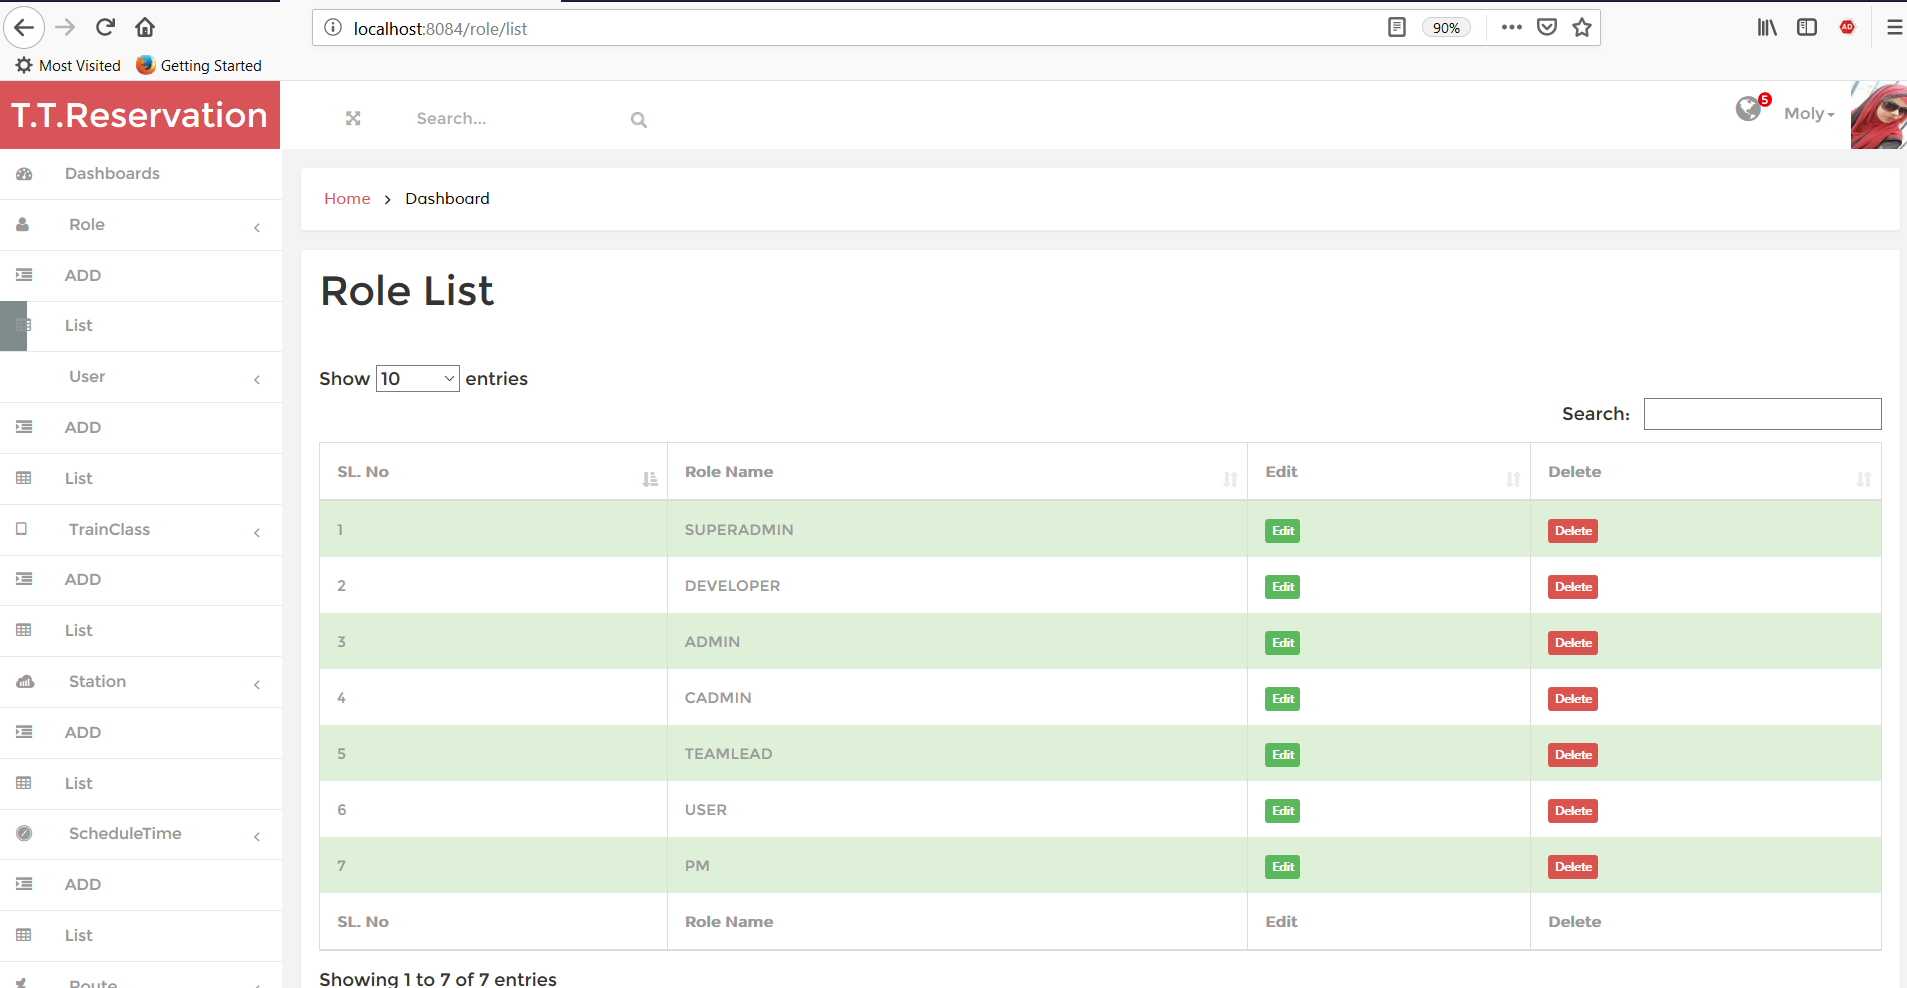 localhost:8084/role/list
90%
Most Visited
Getting Started
T.T.Reservation
Search...
5
Moly
Dashboards
Role
ADD
List
User
ADD
List
TrainClass
ADD
List
Station
ADD
List
ScheduleTime
ADD
List
Route
Home > Dashboard
Role List
Show 10 entries
Search:
SL. No Role Name Edit Delete
1 SUPERADMIN Edit Delete
2 DEVELOPER Edit Delete
3 ADMIN Edit Delete
4 CADMIN Edit Delete
5 TEAMLEAD Edit Delete
6 USER Edit Delete
7 PM Edit Delete
SL. No Role Name Edit Delete
Showing 1 to 7 of 7 entries